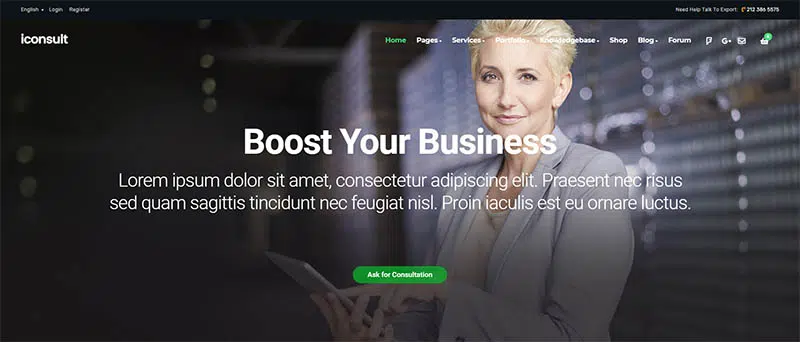 English Login Register
Need Help Talk To Expert: 212 386 5575
iconsult
Home Pages Services Portfolio Knowledgebase Shop Blog Forum
Boost Your Business
Lorem ipsum dolor sit amet, consectetur adipiscing elit. Praesent nec risus
sed quam sagittis tincidunt nec feugiat nisl. Proin iaculis est eu ornare luctus.
Ask for Consultation